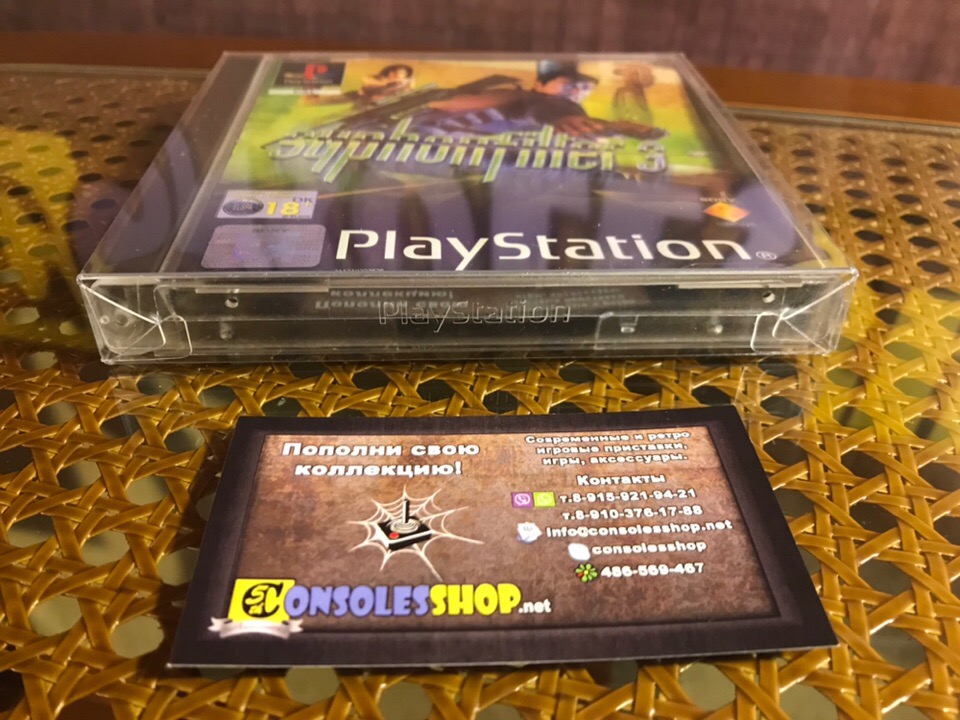 Syphon Filter 3
18
SONY
PlayStation®
PlayStation
Пополни свою
коллекцию!
Современные и ретро
игровые приставки,
игры, аксессуары.
Контакты
т.8-915-921-94-21
т.8-910-376-17-88
info@consolesshop.net
consolesshop
486-569-467
CONSOLESSHOP.net